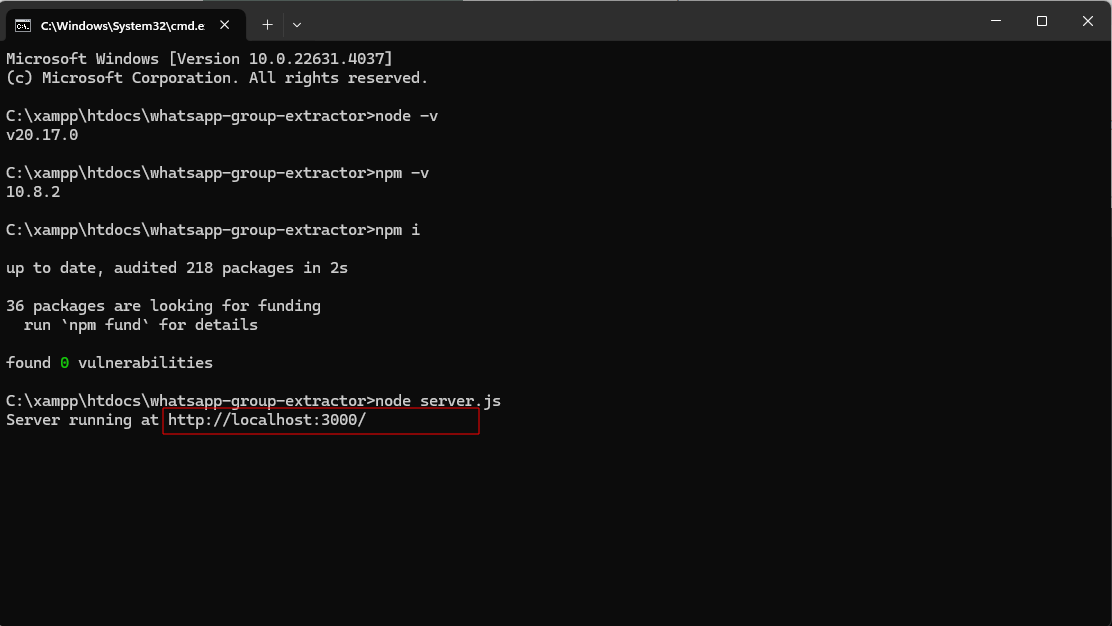 C:\Windows\System32\cmd.e
Microsoft Windows [Version 10.0.22631.4037]
(c) Microsoft Corporation. All rights reserved.
C:\xampp\htdocs\whatsapp-group-extractor>node -v
v20.17.0
C:\xampp\htdocs\whatsapp-group-extractor>npm -v
10.8.2
C:\xampp\htdocs\whatsapp-group-extractor>npm i
up to date, audited 218 packages in 2s
36 packages are looking for funding
  run `npm fund` for details
found 0 vulnerabilities
C:\xampp\htdocs\whatsapp-group-extractor>node server.js
Server running at http://localhost:3000/